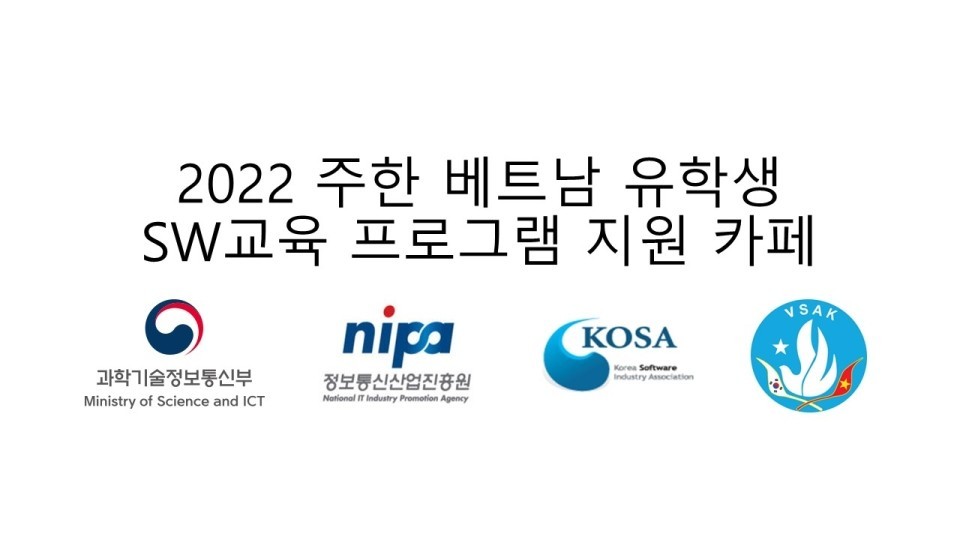 2022 주한 베트남 유학생
SW교육 프로그램 지원 카페
과학기술정보통신부
Ministry of Science and ICT
nipa
정보통신산업진흥원
National IT Industry Promotion Agency
KOSA
Korea Software
Industry Association
VSAK